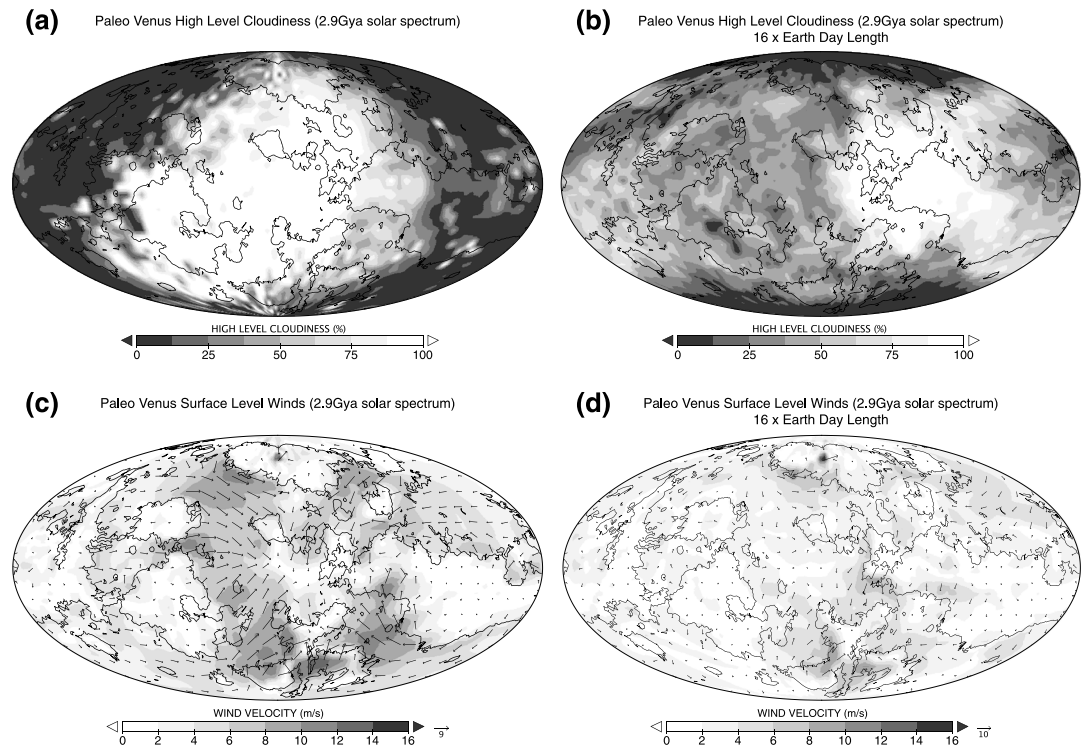 (a)
Paleo Venus High Level Cloudiness (2.9Gya solar spectrum)
HIGH LEVEL CLOUDINESS (%)
0 25 50 75 100
(b)
Paleo Venus High Level Cloudiness (2.9Gya solar spectrum)
16 x Earth Day Length
HIGH LEVEL CLOUDINESS (%)
0 25 50 75 100
(c)
Paleo Venus Surface Level Winds (2.9Gya solar spectrum)
WIND VELOCITY (m/s)
0 2 4 6 8 10 12 14 16 9
(d)
Paleo Venus Surface Level Winds (2.9Gya solar spectrum)
16 x Earth Day Length
WIND VELOCITY (m/s)
0 2 4 6 8 10 12 14 16 10